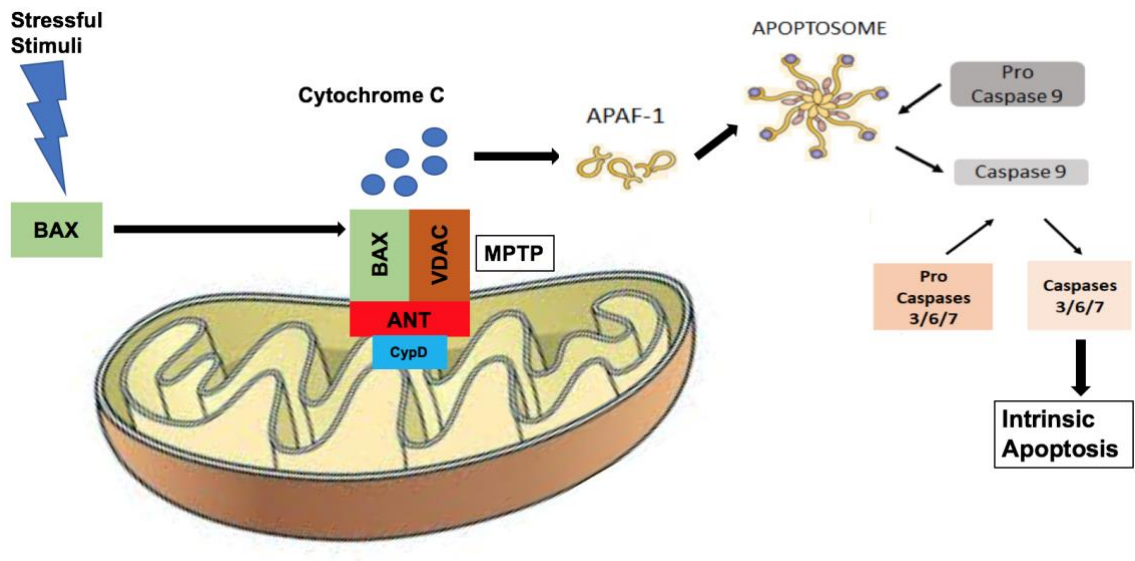 Stressful
Stimuli
BAX
Cytochrome C
BAX
VDAC
MPTP
ANT
CypD
APAF-1
APOPTOSOME
Pro
Caspase 9
Caspase 9
Pro
Caspases
3/6/7
Caspases
3/6/7
Intrinsic
Apoptosis